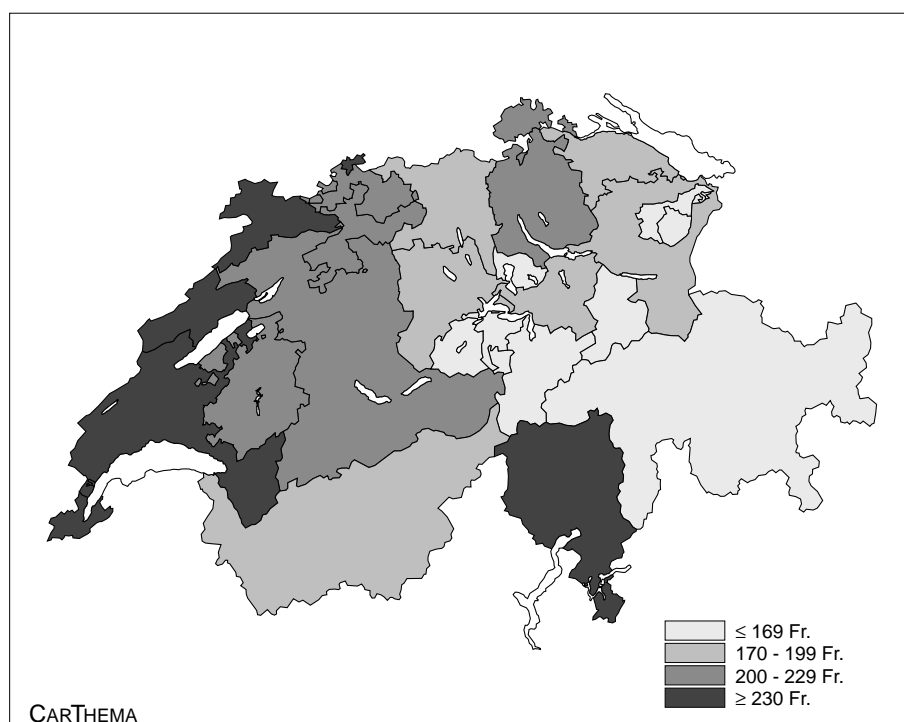 ≤ 169 Fr.
170 - 199 Fr.
200 - 229 Fr.
≥ 230 Fr.
CARTHEMA